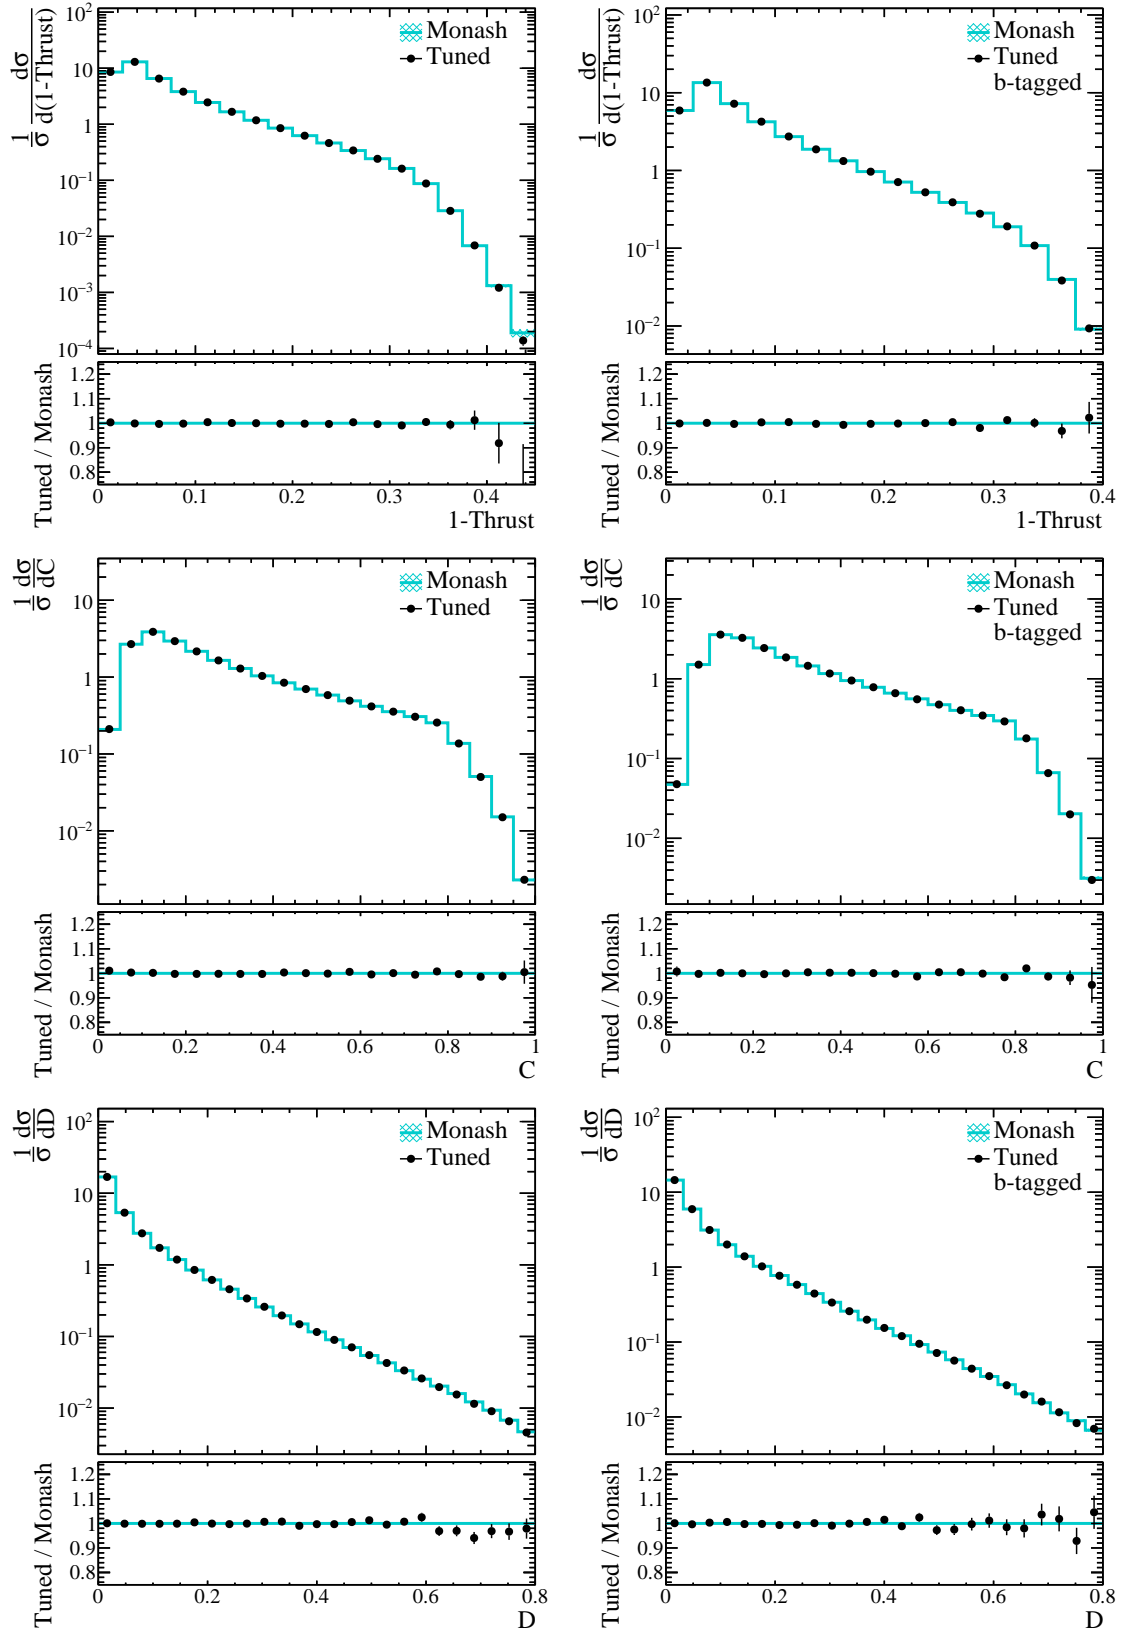 1/σ dσ/d(1-Thrust)
10²
10
1
10⁻¹
10⁻²
10⁻³
10⁻⁴
Monash
Tuned
Tuned / Monash
1.2
1.1
1
0.9
0.8
0 0.1 0.2 0.3 0.4
1-Thrust
1/σ dσ/d(1-Thrust)
10²
10
1
10⁻¹
10⁻²
Monash
Tuned
b-tagged
Tuned / Monash
1.2
1.1
1
0.9
0.8
0 0.1 0.2 0.3 0.4
1-Thrust
1/σ dσ/dC
10
1
10⁻¹
10⁻²
Monash
Tuned
Tuned / Monash
1.2
1.1
1
0.9
0.8
0 0.2 0.4 0.6 0.8 1
C
1/σ dσ/dC
10
1
10⁻¹
10⁻²
Monash
Tuned
b-tagged
Tuned / Monash
1.2
1.1
1
0.9
0.8
0 0.2 0.4 0.6 0.8 1
C
1/σ dσ/dD
10²
10
1
10⁻¹
10⁻²
Monash
Tuned
Tuned / Monash
1.2
1.1
1
0.9
0.8
0 0.2 0.4 0.6 0.8
D
1/σ dσ/dD
10²
10
1
10⁻¹
10⁻²
Monash
Tuned
b-tagged
Tuned / Monash
1.2
1.1
1
0.9
0.8
0 0.2 0.4 0.6 0.8
D